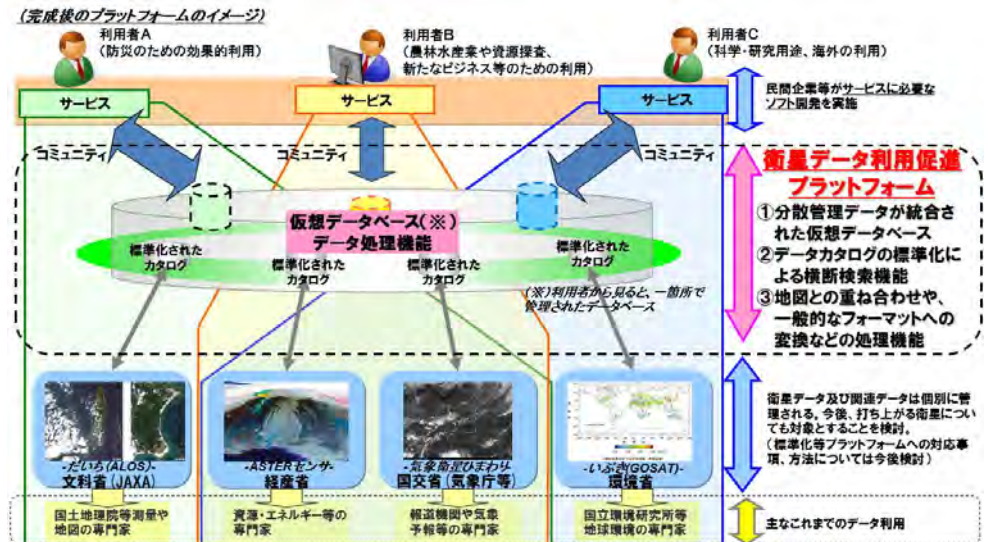 (完成後のプラットフォームのイメージ)
利用者A
(防災のための効果的利用)
利用者B
(農林水産業や資源探査、
新たなビジネス等のための利用)
利用者C
(科学・研究用途、海外の利用)
サービス
サービス
サービス
民間企業等がサービスに必要な
ソフト開発を実施
コミュニティ
コミュニティ
コミュニティ
衛星データ利用促進
プラットフォーム
①分散管理データが統合さ
れた仮想データベース
②データカタログの標準化に
よる横断検索機能
③地図との重ね合わせや、
一般的なフォーマットへの
変換などの処理機能
仮想データベース(※)
データ処理機能
標準化された
カタログ
標準化された
カタログ
標準化された
カタログ
標準化された
カタログ
(※)利用者から見ると、一箇所で
管理されたデータベース
-だいち(ALOS)-
文科省(JAXA)
-ASTERセンサ-
経産省
-気象衛星ひまわり-
国交省(気象庁等)
-いぶき(GOSAT)-
環境省
衛星データ及び関連データは個別に管
理される。今後、打ち上がる衛星につい
ても対象とすることを検討。
(標準化等プラットフォームへの対応事
項、方法については今後検討)
国土地理院等測量や
地図の専門家
資源・エネルギー等の
専門家
報道機関や気象
予報等の専門家
国立環境研究所等
地球環境の専門家
主なこれまでのデータ利用